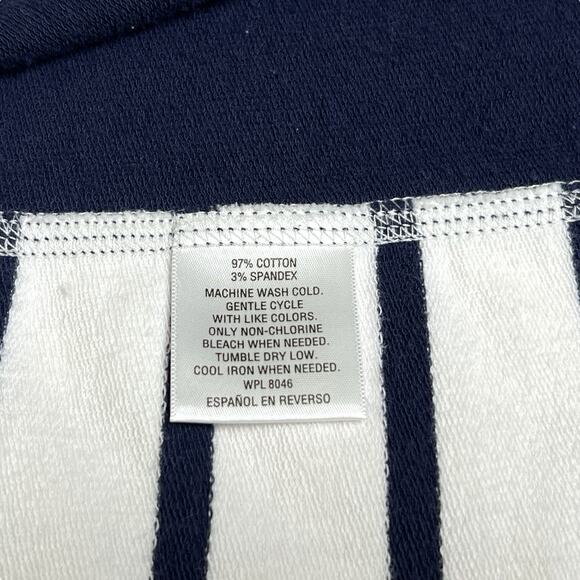 97% COTTON
3% SPANDEX
MACHINE WASH COLD.
GENTLE CYCLE
WITH LIKE COLORS.
ONLY NON-CHLORINE
BLEACH WHEN NEEDED.
TUMBLE DRY LOW.
COOL IRON WHEN NEEDED.
WPL 8046
ESPAÑOL EN REVERSO